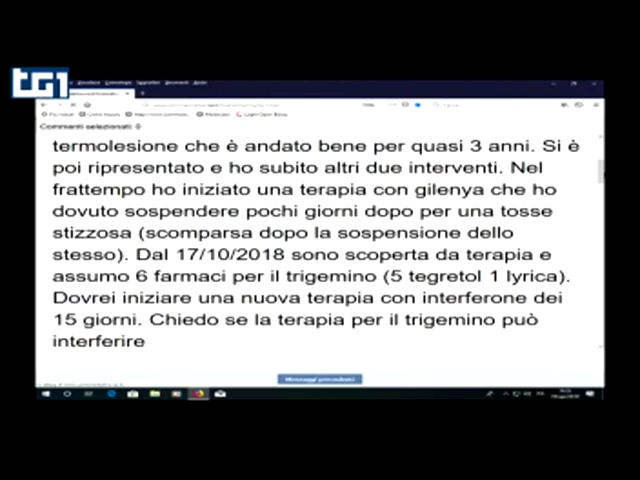 TG1
Commenti selezionati: 0
termolesione che è andato bene per quasi 3 anni. Si è
poi ripresentato e ho subito altri due interventi. Nel
frattempo ho iniziato una terapia con gilenya che ho
dovuto sospendere pochi giorni dopo per una tosse
stizzosa (scomparsa dopo la sospensione dello
stesso). Dal 17/10/2018 sono scoperta da terapia e
assumo 6 farmaci per il trigemino (5 tegretol 1 lyrica).
Dovrei iniziare una nuova terapia con interferone dei
15 giorni. Chiedo se la terapia per il trigemino può
interferire
Messaggi precedenti